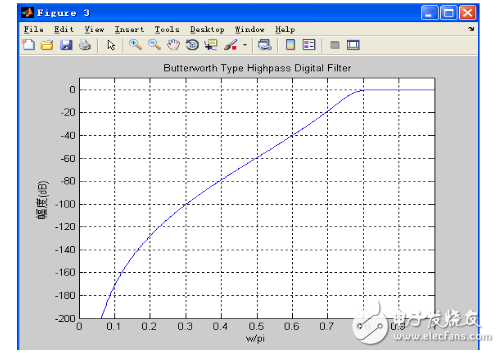 Figure 3
File Edit View Insert Tools Desktop Window Help
Butterworth Type Highpass Digital Filter
幅度(dB)
0
-20
-40
-60
-80
-100
-120
-140
-160
-180
-200
0 0.1 0.2 0.3 0.4 0.5 0.6 0.7 0.8 0.9
w/pi
电子发烧友
www.elecfans.com